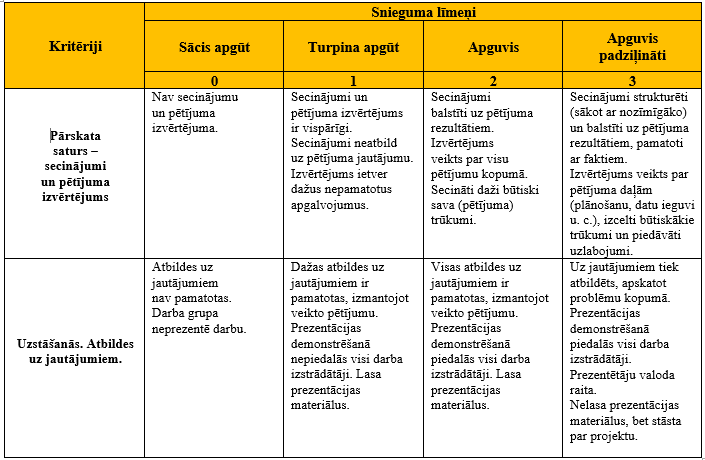 Kritēriji
Snieguma līmeņi
Sācis apgūt
Turpina apgūt
Apguvis
Apguvis
padziļināti
0
1
2
3
Pārskata
saturs –
secinājumi
un pētījuma
izvērtējums
Nav secinājumu
un pētījuma
izvērtējuma.
Secinājumi un
pētījuma izvērtējums
ir vispārīgi.
Secinājumi neatbild
uz pētījuma jautājumu.
Izvērtējums ietver
dažus nepamatotus
apgalvojumus.
Secinājumi
balstīti uz pētījuma
rezultātiem.
Izvērtējums
veikts par visu
pētījumu kopumā.
Secināti daži būtiski
sava (pētījuma)
trūkumi.
Secinājumi strukturēti
(sākot ar nozīmīgāko)
un balstīti uz pētījuma
rezultātiem, pamatoti
ar faktiem.
Izvērtējums veikts par
pētījuma daļām
(plānošanu, datu ieguvi
u. c.), izcelti būtiskākie
trūkumi un piedāvāti
uzlabojumi.
Uzstāšanās. Atbildes
uz jautājumiem.
Atbildes uz
jautājumiem
nav pamatotas.
Darba grupa
neprezentē darbu.
Dažas atbildes uz
jautājumiem ir
pamatotas, izmantojot
veikto pētījumu.
Prezentācijas
demonstrēšanā
nepiedalās visi darba
izstrādātāji. Lasa
prezentācijas
materiālus.
Visas atbildes uz
jautājumiem ir
pamatotas, izmantojot
veikto pētījumu.
Prezentācijas
demonstrēšanā
piedalās visi darba
izstrādātāji. Lasa
prezentācijas
materiālus.
Uz jautājumiem tiek
atbildēts, apskatot
problēmu kopumā.
Prezentācijas
demonstrēšanā
piedalās visi darba
izstrādātāji.
Prezentētāju valoda
raita.
Nelasa prezentācijas
materiālus, bet stāsta
par projektu.